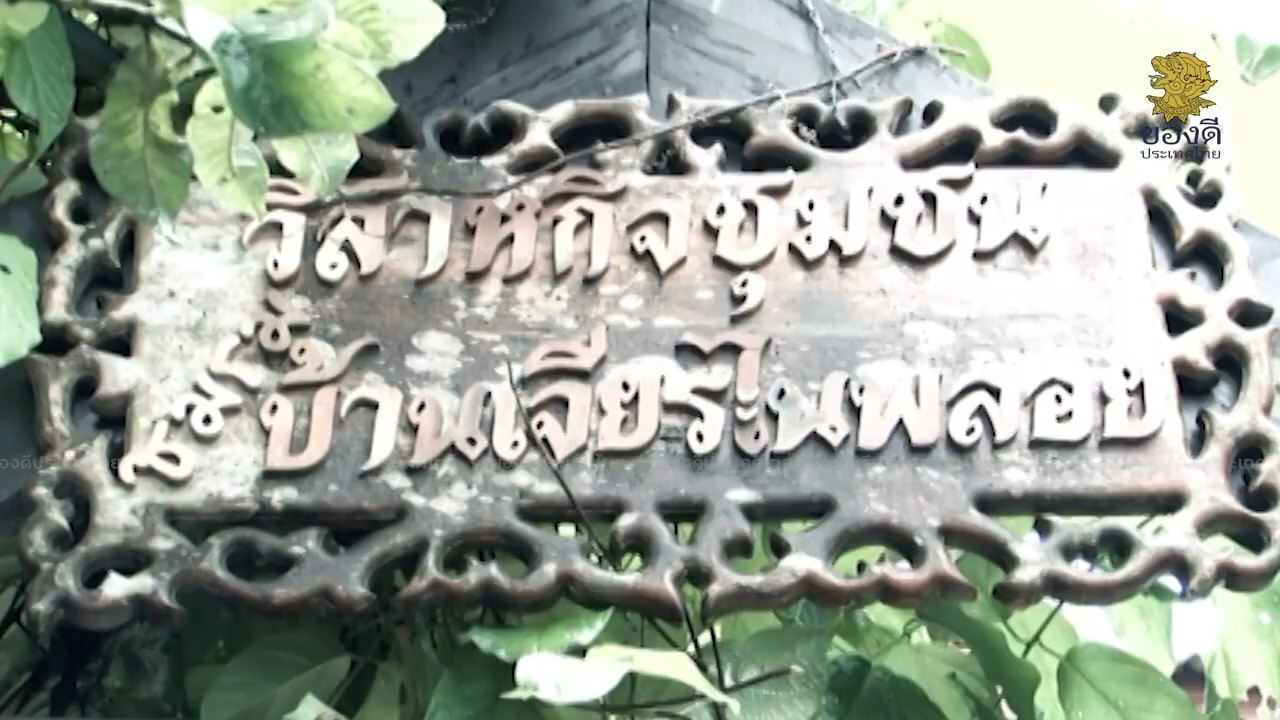 ของดี
ประเทศไทย
วิสาหกิจชุมชน
บ้านเจียระไนพลอย